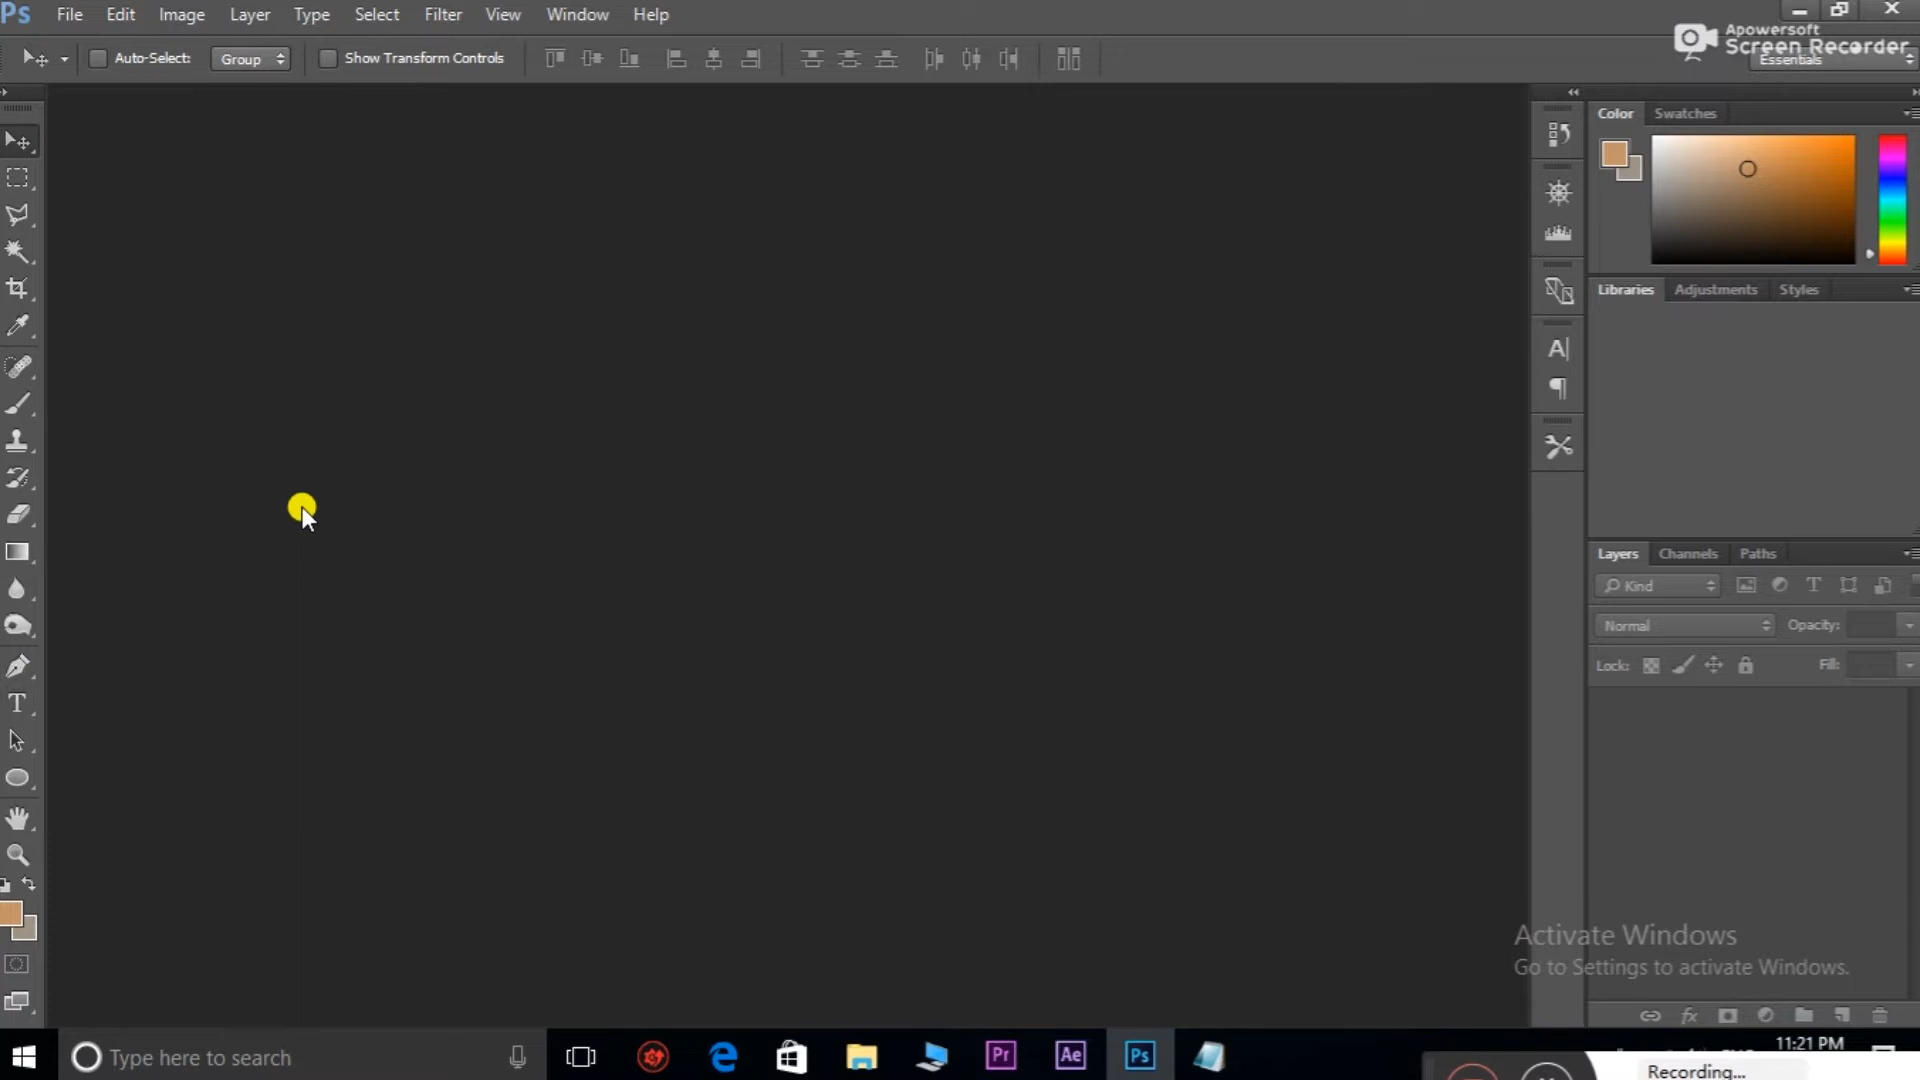 Ps File Edit Image Layer Type Select Filter View Window Help
Apowersoft
Screen Recorder
Auto-Select: Group Show Transform Controls
Essentials
Color Swatches
Libraries Adjustments Styles
A
T
Layers Channels Paths
Kind T
Normal Opacity:
Lock: Fill:
Activate Windows
Go to Settings to activate Windows.
fx
Type here to search
Pr Ae Ps
11:21 PM
Recording...